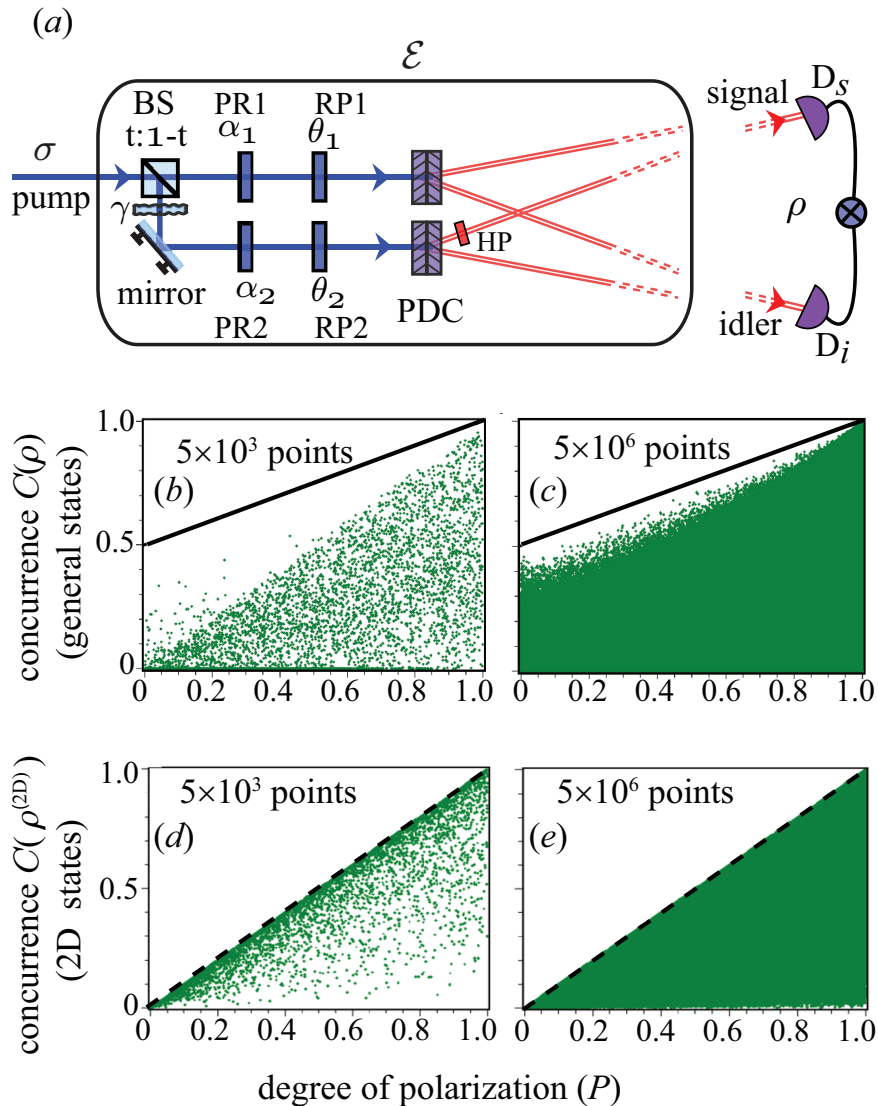 (a)
ℰ
BS
t:1-t
PR1
α₁
RP1
θ₁
signal
D𝑠
σ
pump
γ
HP
ρ
mirror
α₂
PR2
θ₂
RP2
PDC
idler
D𝑖
concurrence C(ρ)
(general states)
1.0
0.5
0
5×10³ points
(b)
0 0.2 0.4 0.6 0.8 1.0
5×10⁶ points
(c)
0 0.2 0.4 0.6 0.8 1.0
concurrence C(ρ⁽²ᴰ⁾)
(2D states)
1.0
0.5
0
5×10³ points
(d)
0 0.2 0.4 0.6 0.8 1.0
5×10⁶ points
(e)
0 0.2 0.4 0.6 0.8 1.0
degree of polarization (P)